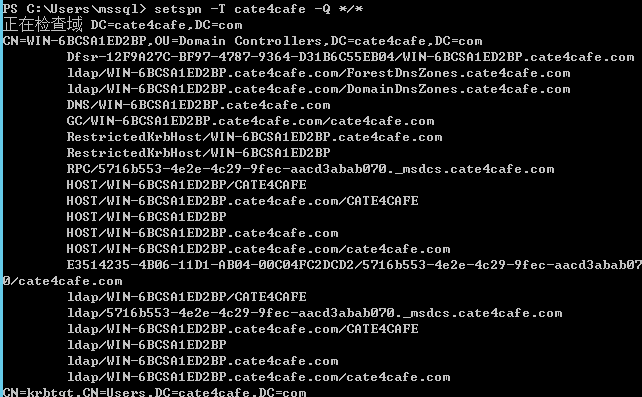 PS C:\Users\mssql> setspn -T cate4cafe -Q */*
正在检查域 DC=cate4cafe,DC=com
CN=WIN-6BCSA1ED2BP,OU=Domain Controllers,DC=cate4cafe,DC=com
Dfsr-12F9A27C-BF97-4787-9364-D31B6C55EB04/WIN-6BCSA1ED2BP.cate4cafe.com
ldap/WIN-6BCSA1ED2BP.cate4cafe.com/ForestDnsZones.cate4cafe.com
ldap/WIN-6BCSA1ED2BP.cate4cafe.com/DomainDnsZones.cate4cafe.com
DNS/WIN-6BCSA1ED2BP.cate4cafe.com
GC/WIN-6BCSA1ED2BP.cate4cafe.com/cate4cafe.com
RestrictedKrbHost/WIN-6BCSA1ED2BP.cate4cafe.com
RestrictedKrbHost/WIN-6BCSA1ED2BP
RPC/5716b553-4e2e-4c29-9fec-aacd3abab070._msdcs.cate4cafe.com
HOST/WIN-6BCSA1ED2BP/CATE4CAFE
HOST/WIN-6BCSA1ED2BP.cate4cafe.com/CATE4CAFE
HOST/WIN-6BCSA1ED2BP
HOST/WIN-6BCSA1ED2BP.cate4cafe.com
HOST/WIN-6BCSA1ED2BP.cate4cafe.com/cate4cafe.com
E3514235-4B06-11D1-AB04-00C04FC2DCD2/5716b553-4e2e-4c29-9fec-aacd3abab07
0/cate4cafe.com
ldap/WIN-6BCSA1ED2BP/CATE4CAFE
ldap/5716b553-4e2e-4c29-9fec-aacd3abab070._msdcs.cate4cafe.com
ldap/WIN-6BCSA1ED2BP.cate4cafe.com/CATE4CAFE
ldap/WIN-6BCSA1ED2BP
ldap/WIN-6BCSA1ED2BP.cate4cafe.com
ldap/WIN-6BCSA1ED2BP.cate4cafe.com/cate4cafe.com
CN=krbtgt,CN=Users,DC=cate4cafe,DC=com